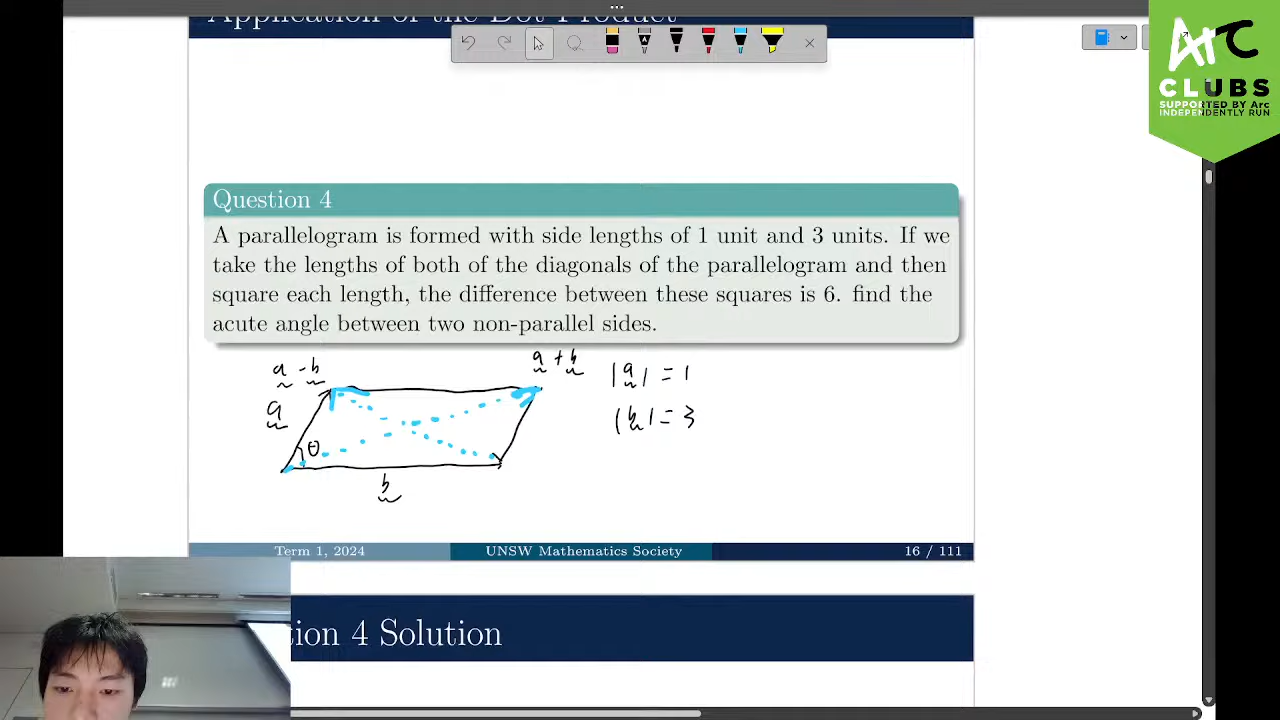 Application of the Dot Product
Arc
CLUBS
SUPPORTED BY Arc
INDEPENDENTLY RUN
Question 4
A parallelogram is formed with side lengths of 1 unit and 3 units. If we
take the lengths of both of the diagonals of the parallelogram and then
square each length, the difference between these squares is 6. find the
acute angle between two non-parallel sides.
a - b
a + b
|a| = 1
a
|b| = 3
θ
b
Term 1, 2024
UNSW Mathematics Society
16 / 111
tion 4 Solution